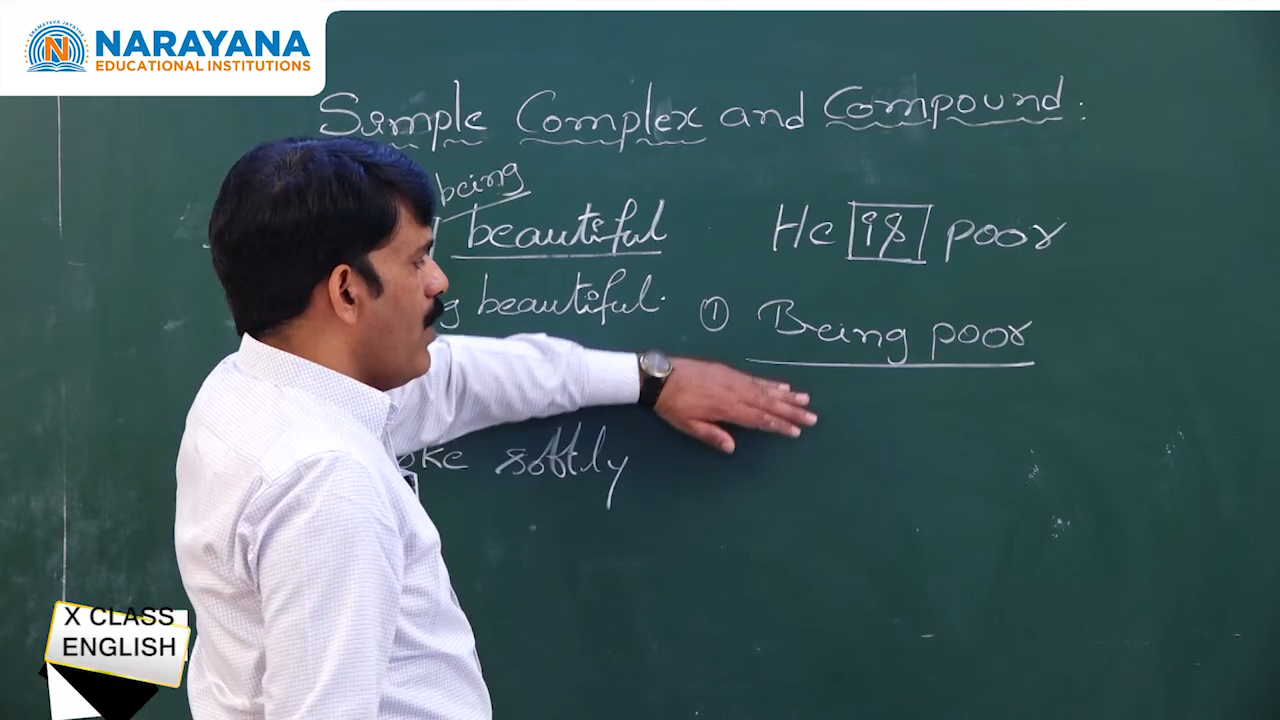 NARAYANA
EDUCATIONAL INSTITUTIONS
Simple Complex and Compound.
being
beautiful
He is poor
beautiful.
① Being poor
softly
X CLASS
ENGLISH